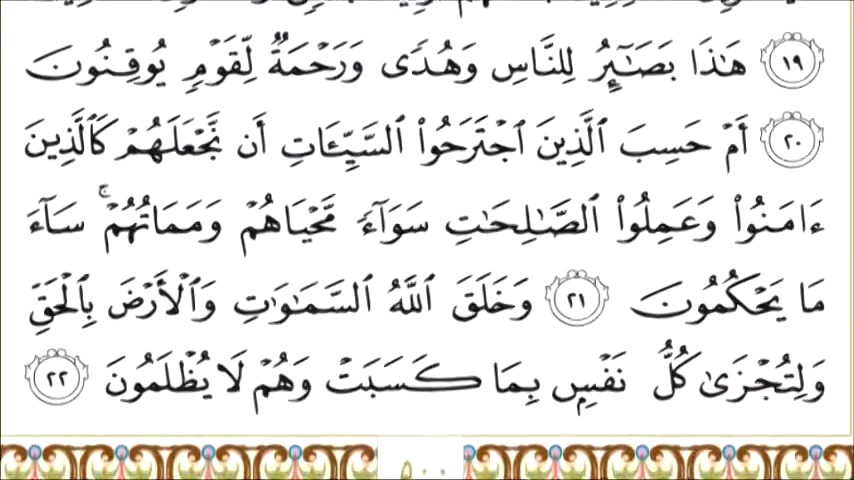 ١٩ هَٰذَا بَصَٰٓئِرُ لِلنَّاسِ وَهُدًى وَرَحْمَةٌ لِّقَوْمٍ يُوقِنُونَ
٢٠ أَمْ حَسِبَ ٱلَّذِينَ ٱجْتَرَحُوا۟ ٱلسَّيِّـَٔاتِ أَن نَّجْعَلَهُمْ كَٱلَّذِينَ
ءَامَنُوا۟ وَعَمِلُوا۟ ٱلصَّٰلِحَٰتِ سَوَآءً مَّحْيَاهُمْ وَمَمَاتُهُمْ ۚ سَآءَ
مَا يَحْكُمُونَ ٢١ وَخَلَقَ ٱللَّهُ ٱلسَّمَٰوَٰتِ وَٱلْأَرْضَ بِٱلْحَقِّ
وَلِتُجْزَىٰ كُلُّ نَفْسٍۭ بِمَا كَسَبَتْ وَهُمْ لَا يُظْلَمُونَ ٢٢
٥٠٠